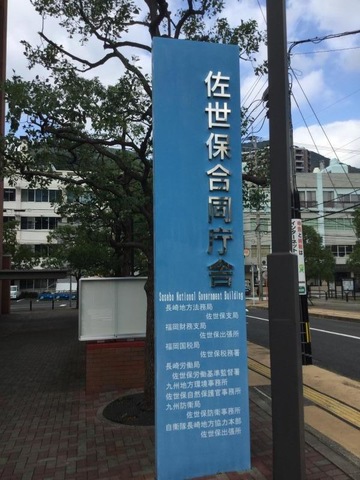 佐世保合同庁舎
Sasebo National Government Building
長崎地方法務局
佐世保支局
福岡財務支局
佐世保出張所
福岡国税局
佐世保税務署
長崎労働局
佐世保労働基準監督署
九州地方環境事務所
佐世保自然保護官事務所
九州防衛局
佐世保防衛事務所
自衛隊長崎地方協力本部
佐世保出張所